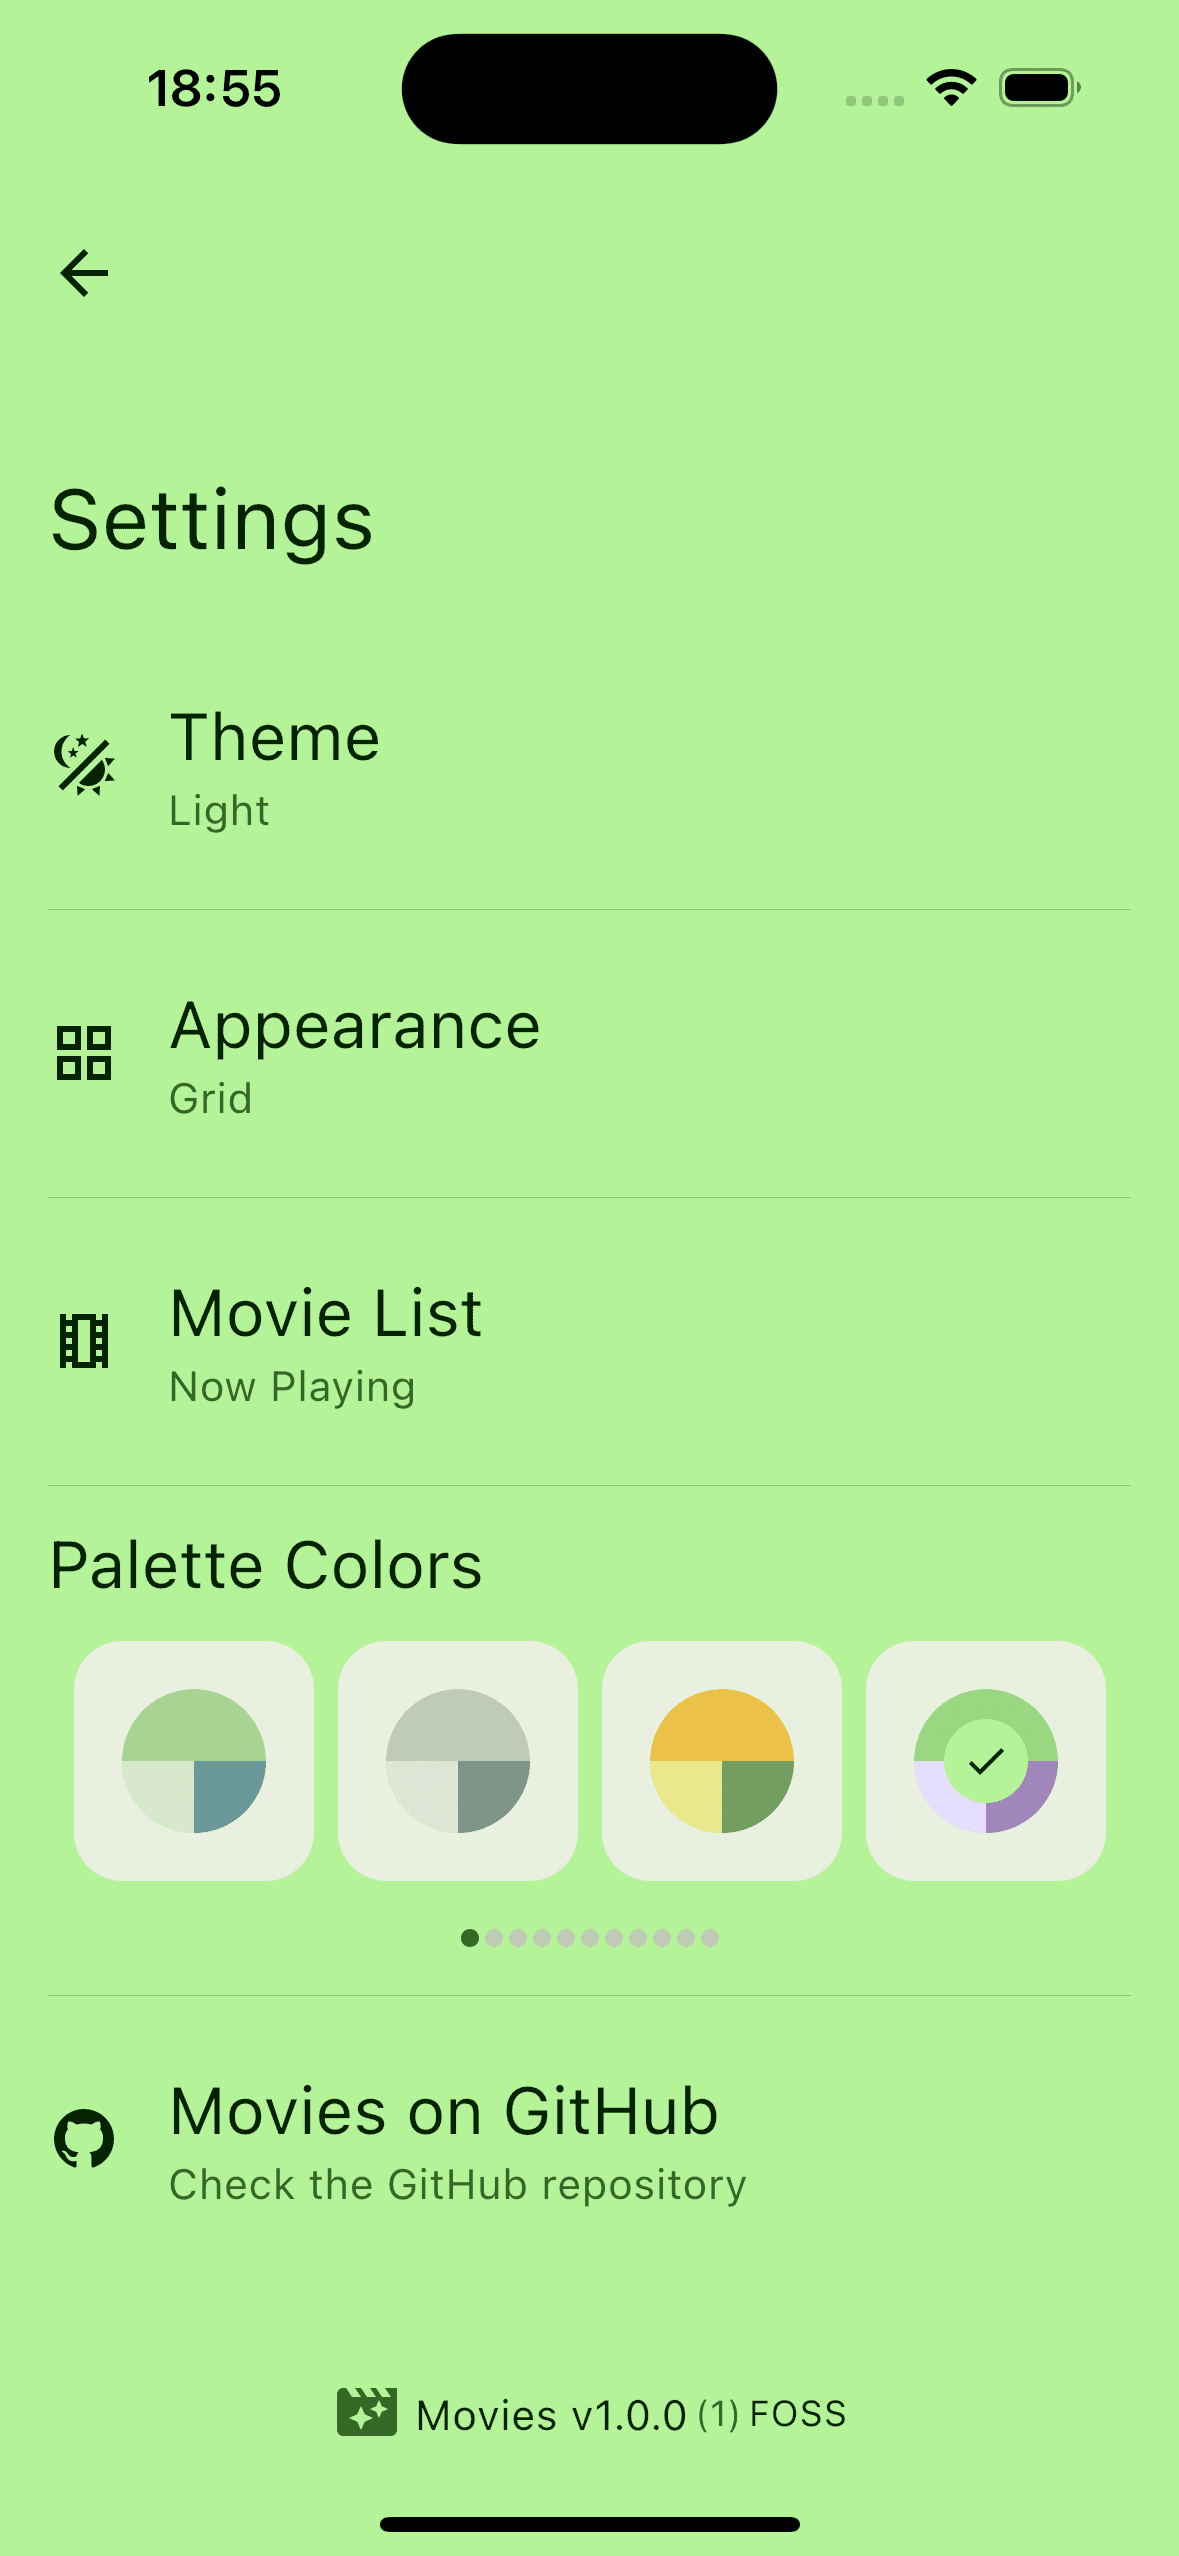 18:55
Settings
Theme
Light
Appearance
Grid
Movie List
Now Playing
Palette Colors
Movies on GitHub
Check the GitHub repository
Movies v1.0.0 (1) FOSS